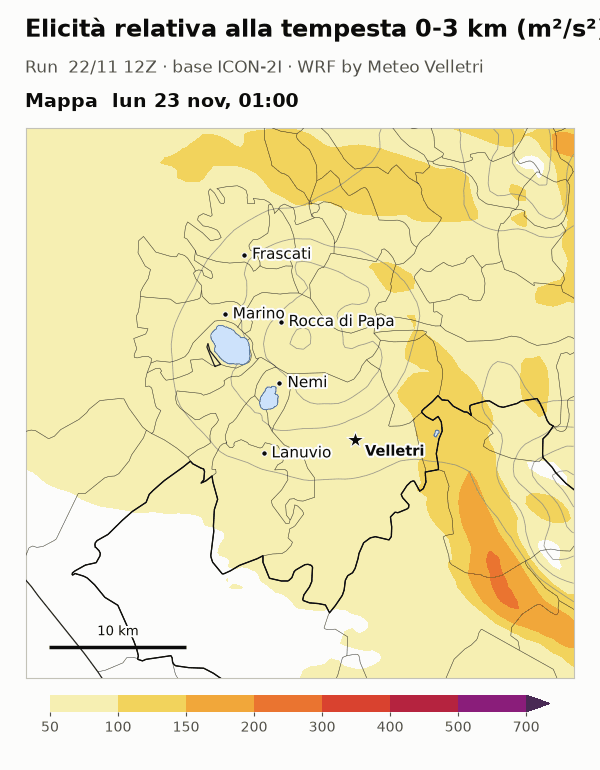 Elicità relativa alla tempesta 0-3 km (m²/s²)
Run  22/11 12Z · base ICON-2I · WRF by Meteo Velletri
Mappa  lun 23 nov, 01:00
Frascati
Marino
Rocca di Papa
Nemi
Lanuvio
Velletri
10 km
50 100 150 200 300 400 500 700